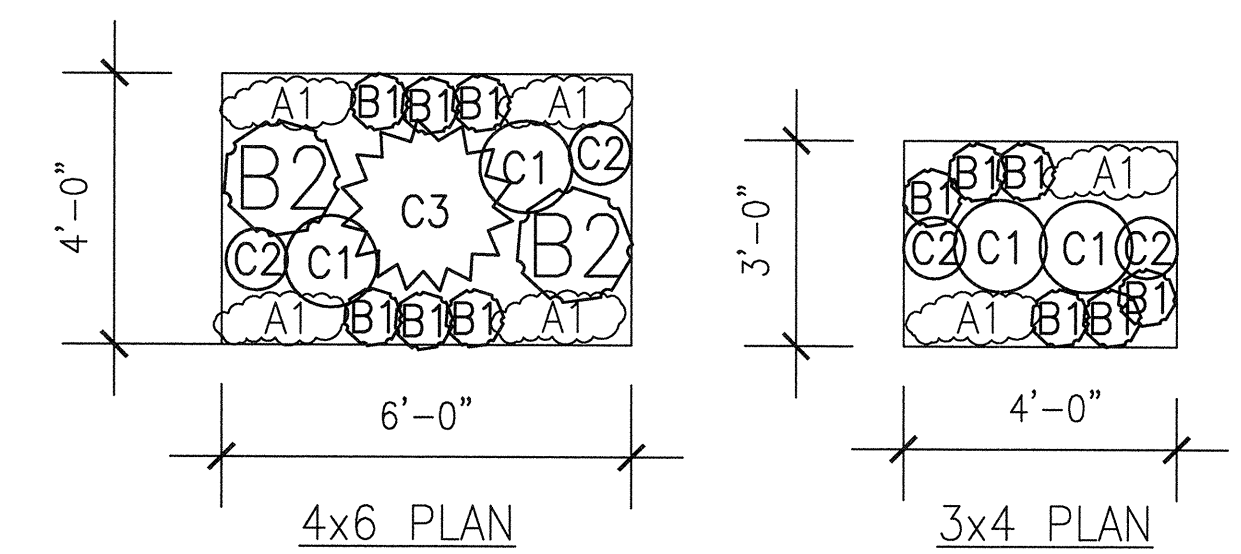 A1 B1 B1 B1 A1
B2 C3 C1 C2
C2 C1 B2
A1 B1 B1 B1 A1
4'-0"
6'-0"
4x6 PLAN
B1 B1 B1 A1
C2 C1 C1 C2
A1 B1 B1 B1
3'-0"
4'-0"
3x4 PLAN